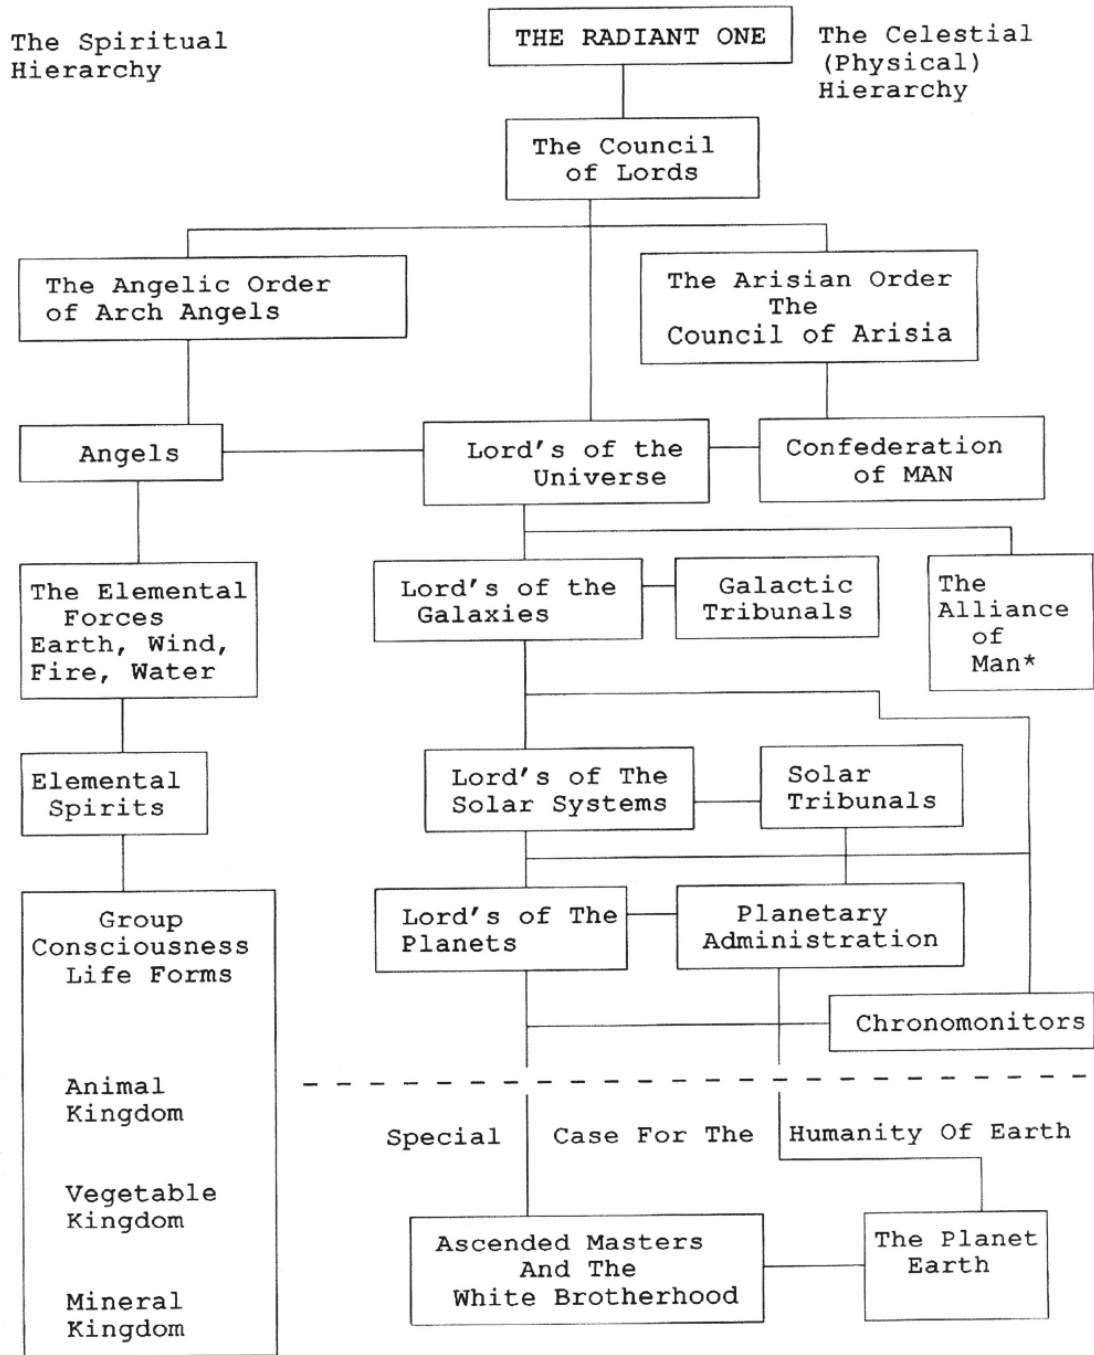 The Spiritual
Hierarchy
THE RADIANT ONE
The Celestial
(Physical)
Hierarchy
The Council
of Lords
The Angelic Order
of Arch Angels
The Arisian Order
The
Council of Arisia
Angels
Lord's of the
Universe
Confederation
of MAN
The Elemental
Forces
Earth, Wind,
Fire, Water
Lord's of the
Galaxies
Galactic
Tribunals
The
Alliance
of
Man*
Elemental
Spirits
Lord's of The
Solar Systems
Solar
Tribunals
Group
Consciousness
Life Forms
Lord's of The
Planets
Planetary
Administration
Chronomonitors
Animal
Kingdom
Special Case For The Humanity Of Earth
Vegetable
Kingdom
Ascended Masters
And The
White Brotherhood
The Planet
Earth
Mineral
Kingdom